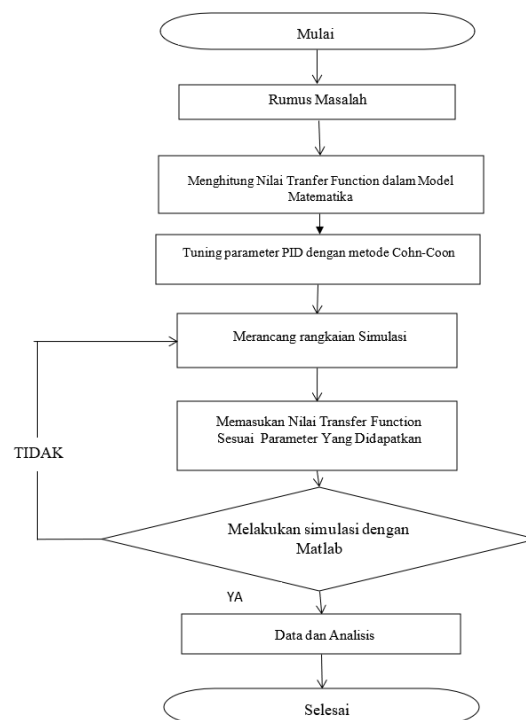 Mulai
Rumus Masalah
Menghitung Nilai Tranfer Function dalam Model
Matematika
Tuning parameter PID dengan metode Cohn-Coon
Merancang rangkaian Simulasi
Memasukan Nilai Transfer Function
Sesuai Parameter Yang Didapatkan
TIDAK
Melakukan simulasi dengan
Matlab
YA
Data dan Analisis
Selesai